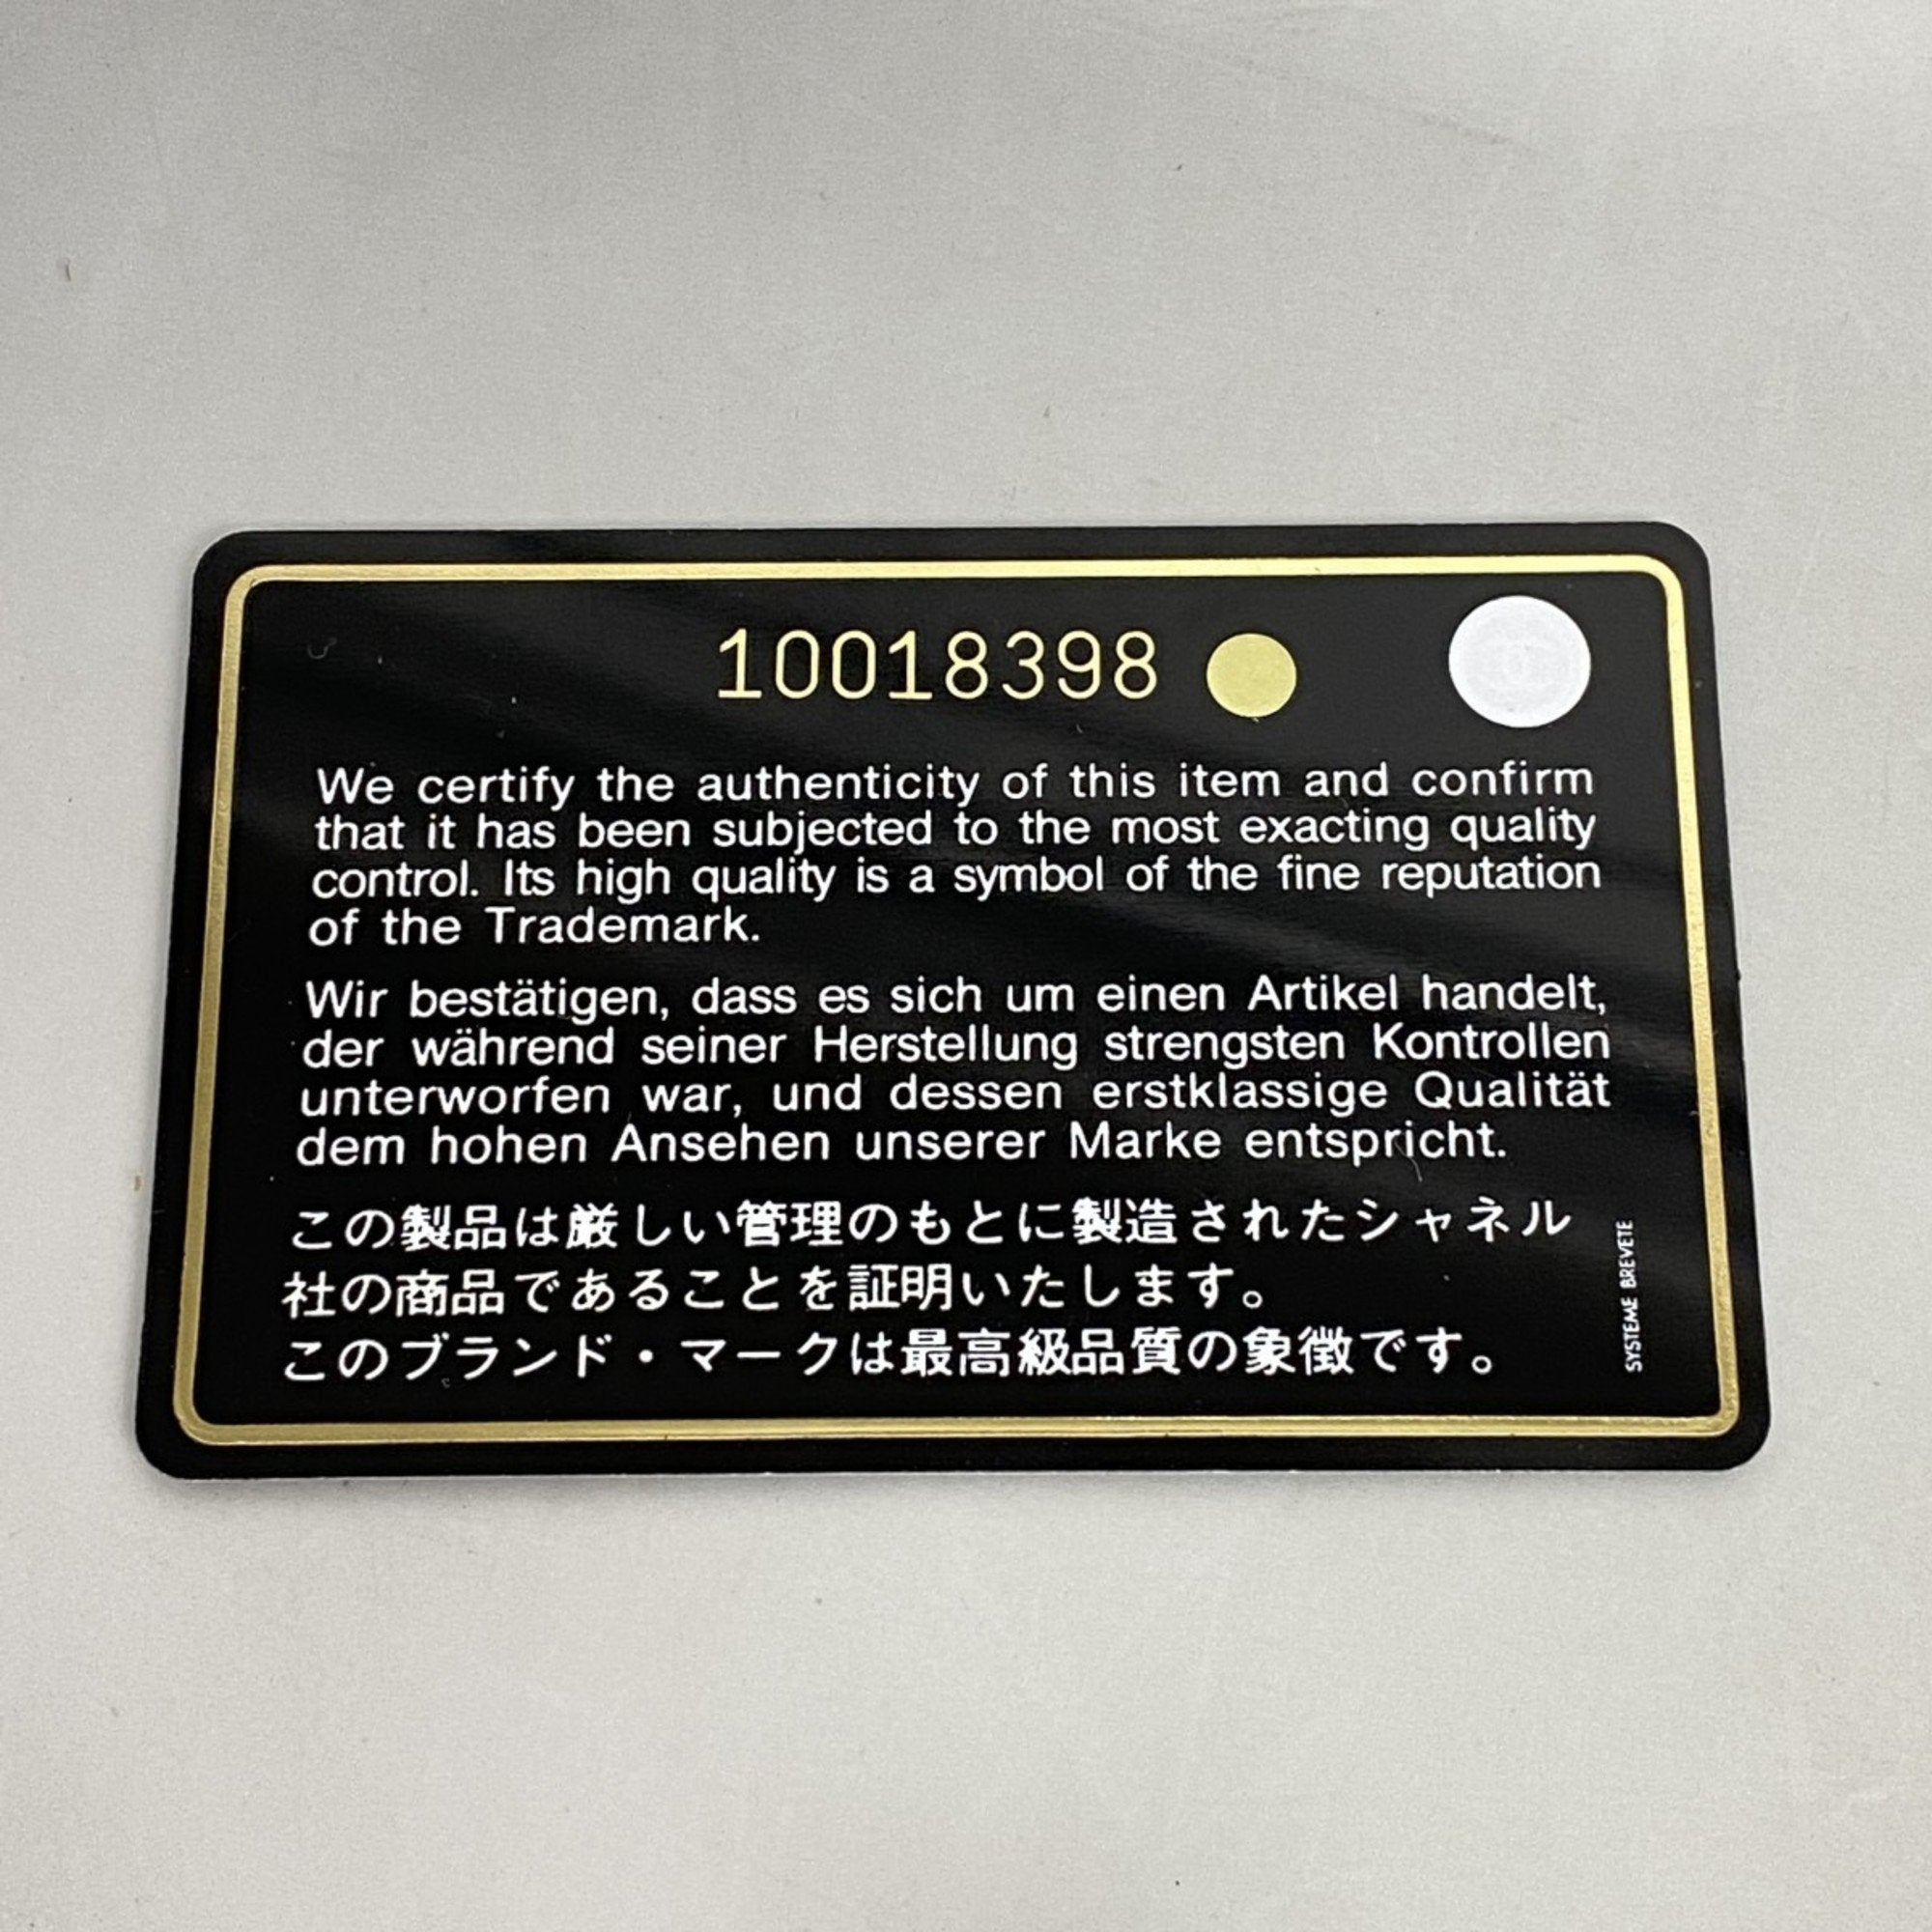 10018398
We certify the authenticity of this item and confirm
that it has been subjected to the most exacting quality
control. Its high quality is a symbol of the fine reputation
of the Trademark.
Wir bestätigen, dass es sich um einen Artikel handelt,
der während seiner Herstellung strengsten Kontrollen
unterworfen war, und dessen erstklassige Qualität
dem hohen Ansehen unserer Marke entspricht.
この製品は厳しい管理のもとに製造されたシャネル
社の商品であることを証明いたします。
このブランド・マークは最高級品質の象徴です。
SYSTEME BREVETE